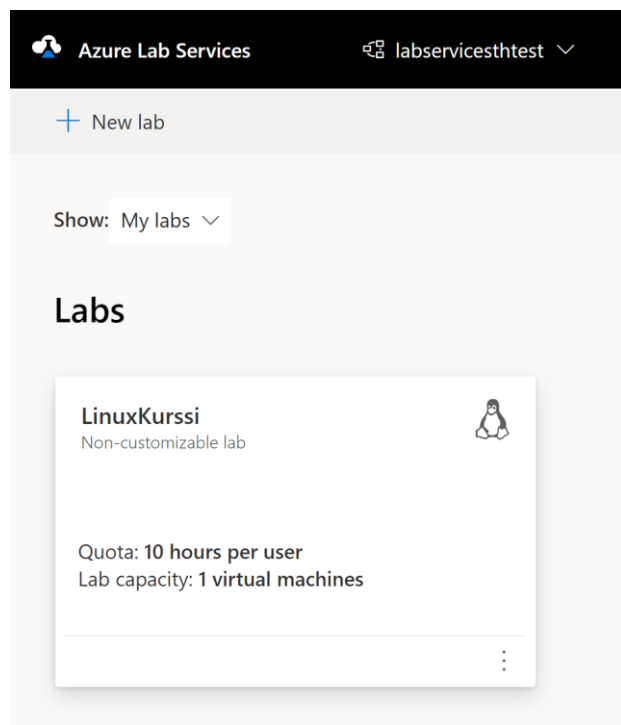 Azure Lab Services labservicesthtest
New lab
Show: My labs
Labs
LinuxKurssi
Non-customizable lab
Quota: 10 hours per user
Lab capacity: 1 virtual machines